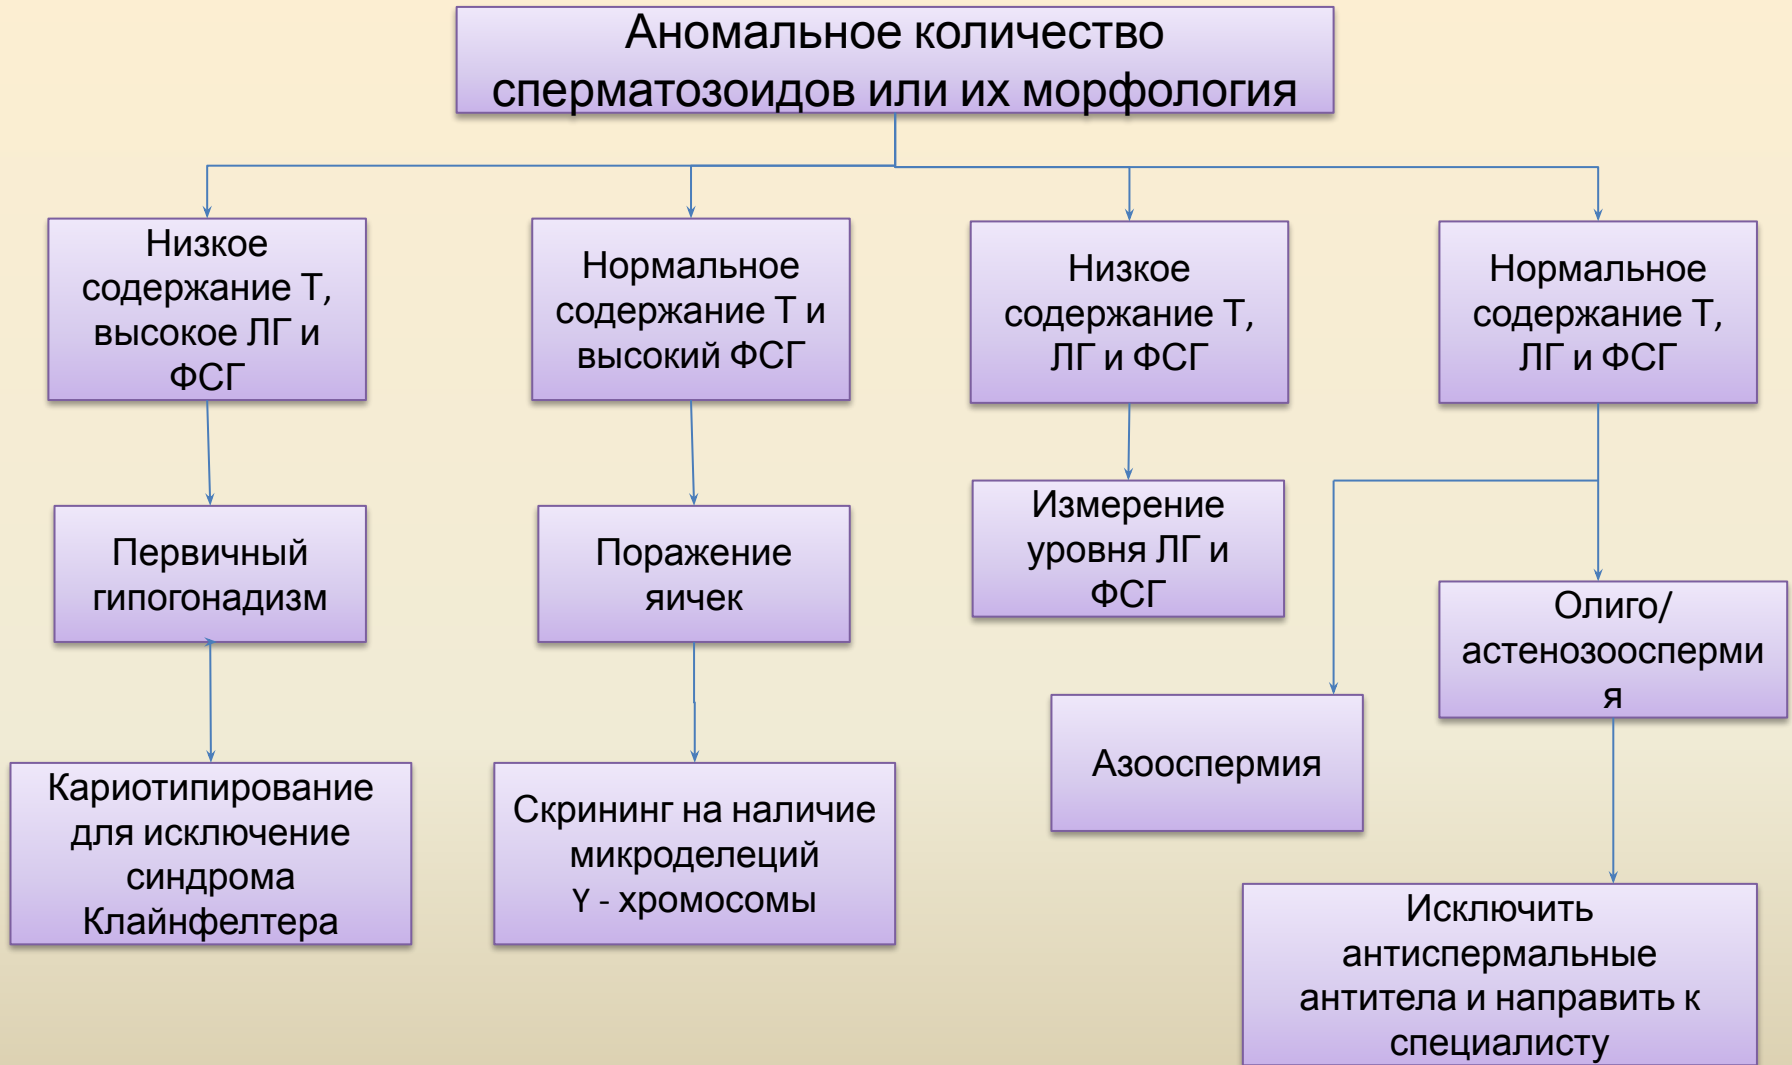 Аномальное количество
сперматозоидов или их морфология
Низкое
содержание Т,
высокое ЛГ и
ФСГ
Нормальное
содержание Т и
высокий ФСГ
Низкое
содержание Т,
ЛГ и ФСГ
Нормальное
содержание Т,
ЛГ и ФСГ
Первичный
гипогонадизм
Поражение
яичек
Измерение
уровня ЛГ и
ФСГ
Олиго/
астенозоосперми
я
Азооспермия
Кариотипирование
для исключение
синдрома
Клайнфелтера
Скрининг на наличие
микроделеций
Y - хромосомы
Исключить
антиспермальные
антитела и направить к
специалисту